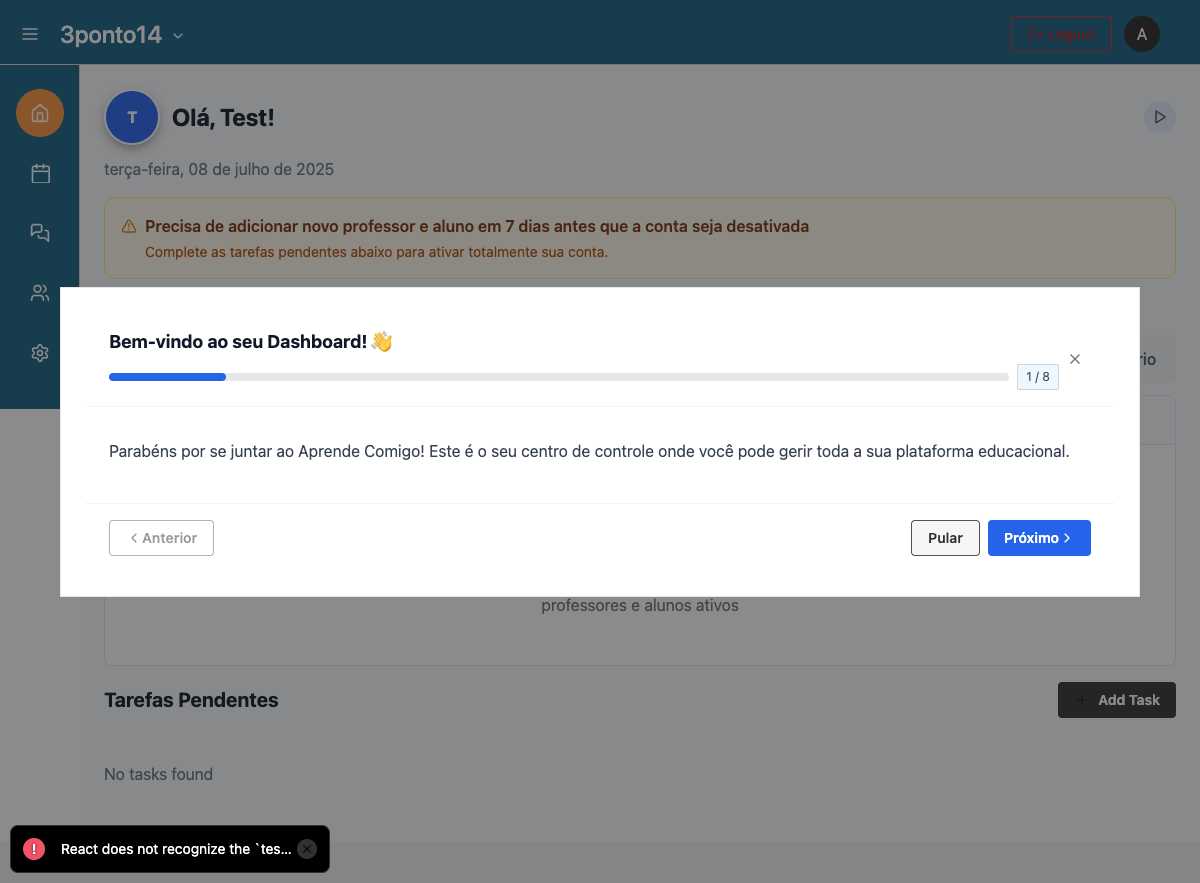 3ponto14
Logout
A
T
Olá, Test!
terça-feira, 08 de julho de 2025
Precisa de adicionar novo professor e aluno em 7 dias antes que a conta seja desativada
Complete as tarefas pendentes abaixo para ativar totalmente sua conta.
Bem-vindo ao seu Dashboard! 👋
1 / 8
Parabéns por se juntar ao Aprende Comigo! Este é o seu centro de controle onde você pode gerir toda a sua plataforma educacional.
Anterior
Pular
Próximo
professores e alunos ativos
Tarefas Pendentes
Add Task
No tasks found
React does not recognize the `tes...